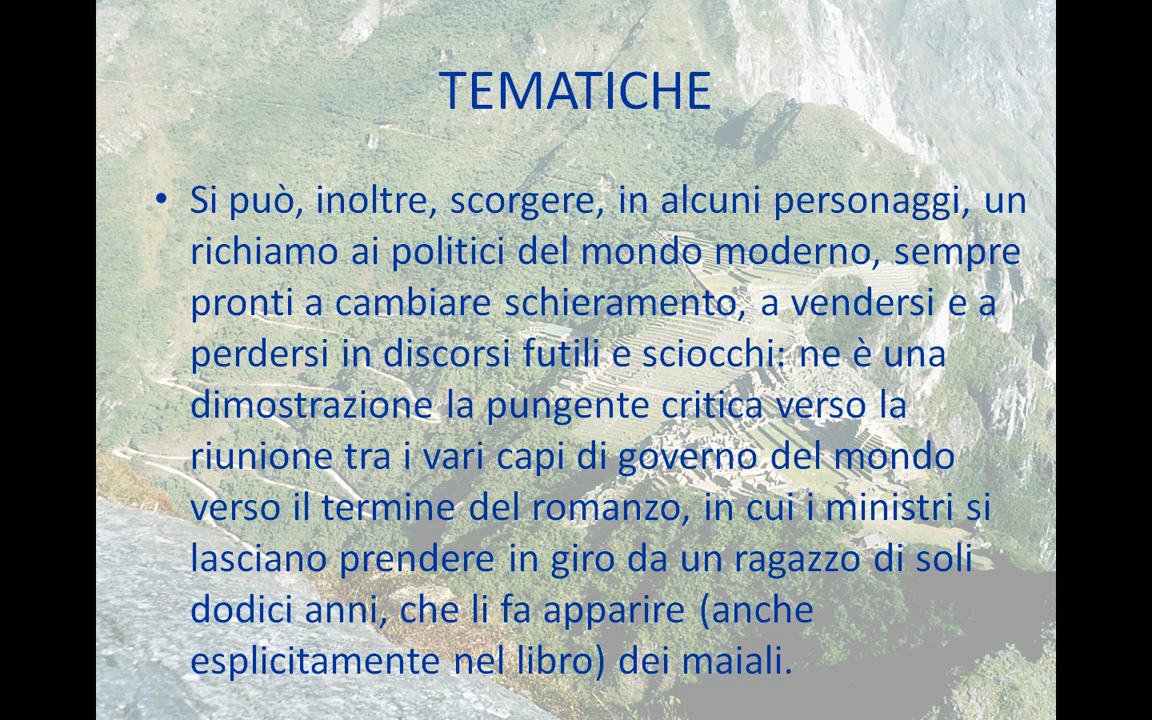 TEMATICHE
• Si può, inoltre, scorgere, in alcuni personaggi, un
richiamo ai politici del mondo moderno, sempre
pronti a cambiare schieramento, a vendersi e a
perdersi in discorsi futili e sciocchi: ne è una
dimostrazione la pungente critica verso la
riunione tra i vari capi di governo del mondo
verso il termine del romanzo, in cui i ministri si
lasciano prendere in giro da un ragazzo di soli
dodici anni, che li fa apparire (anche
esplicitamente nel libro) dei maiali.